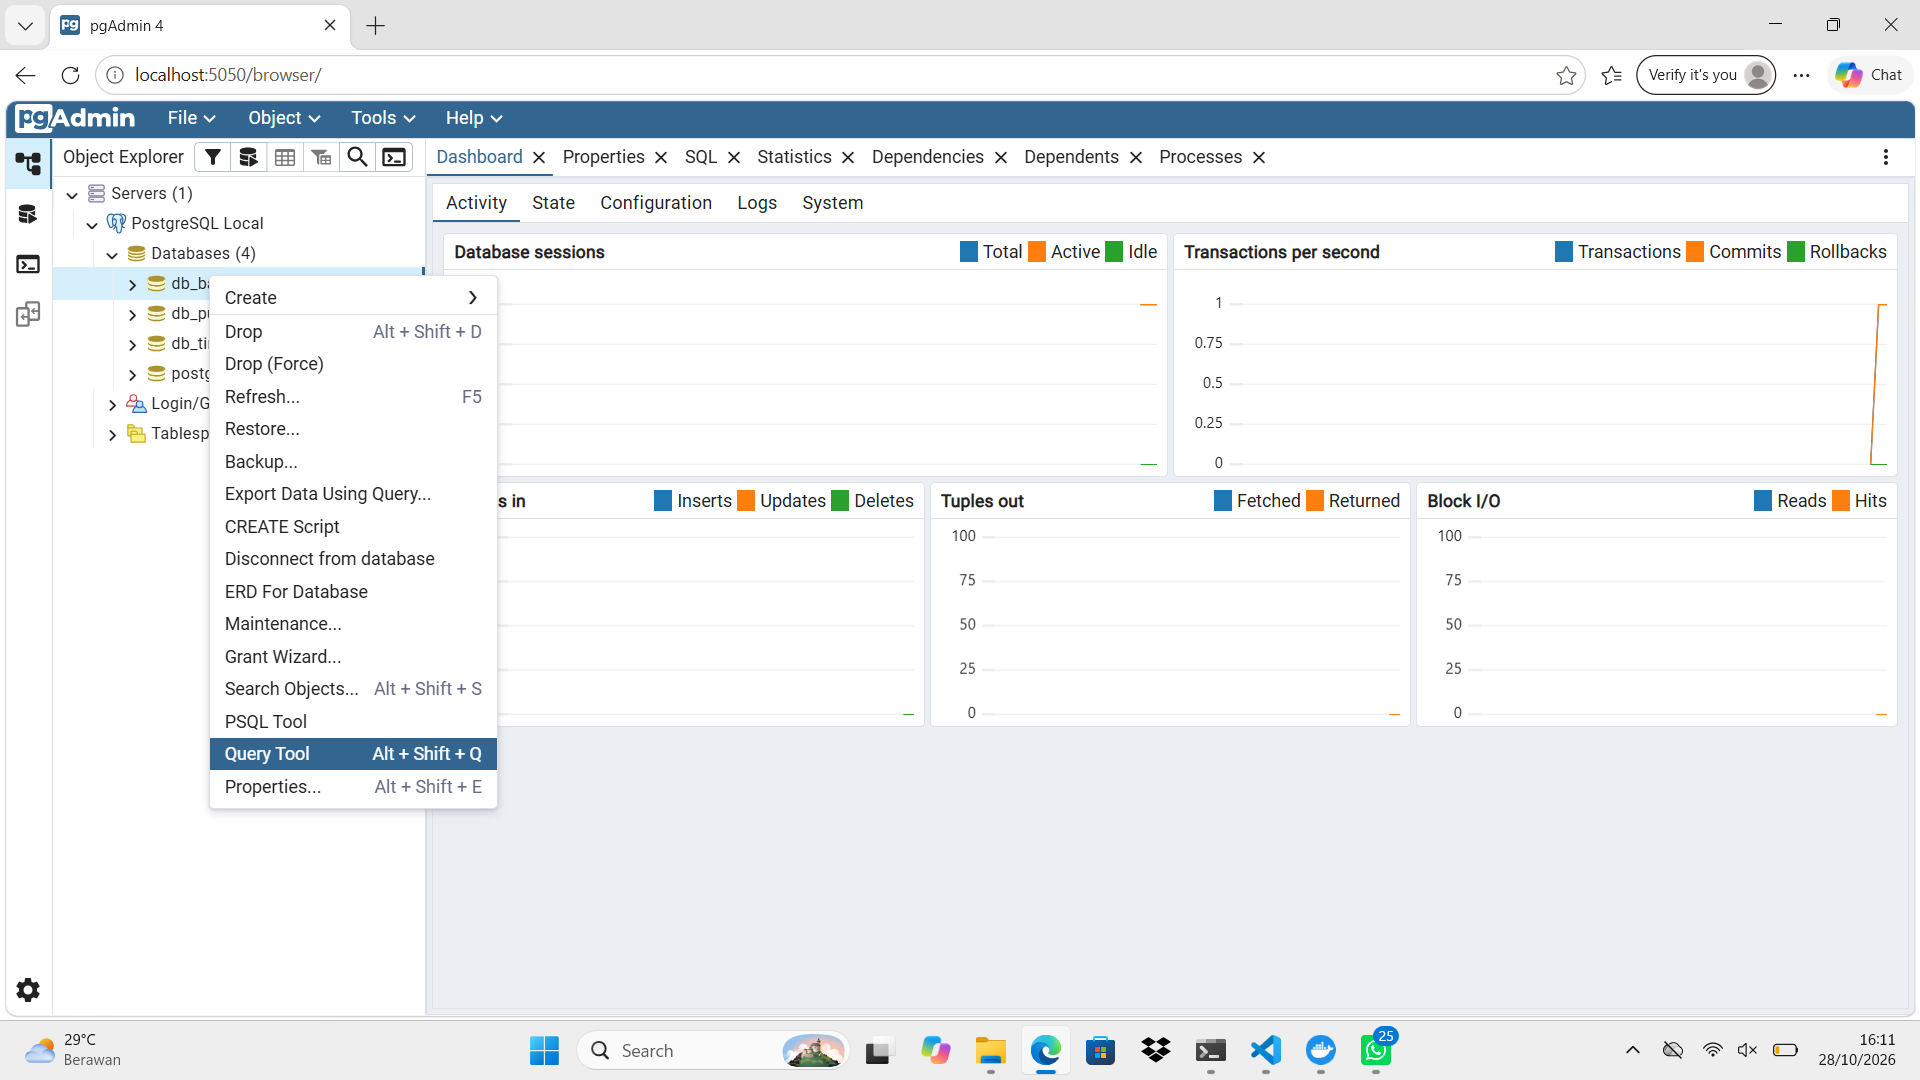 pgAdmin 4
localhost:5050/browser/
Verify it's you
Chat
pgAdmin File Object Tools Help
Object Explorer
Dashboard Properties SQL Statistics Dependencies Dependents Processes
Servers (1)
PostgreSQL Local
Databases (4)
db_ba
db_pu
db_ti
postg
Login/G
Tablesp
Create
Drop Alt + Shift + D
Drop (Force)
Refresh... F5
Restore...
Backup...
Export Data Using Query...
CREATE Script
Disconnect from database
ERD For Database
Maintenance...
Grant Wizard...
Search Objects... Alt + Shift + S
PSQL Tool
Query Tool Alt + Shift + Q
Properties... Alt + Shift + E
Activity State Configuration Logs System
Database sessions Total Active Idle
Transactions per second Transactions Commits Rollbacks
1
0.75
0.5
0.25
0
s in Inserts Updates Deletes
Tuples out Fetched Returned
100
75
50
25
0
Block I/O Reads Hits
100
75
50
25
0
29°C
Berawan
Search
25
16:11
28/10/2026